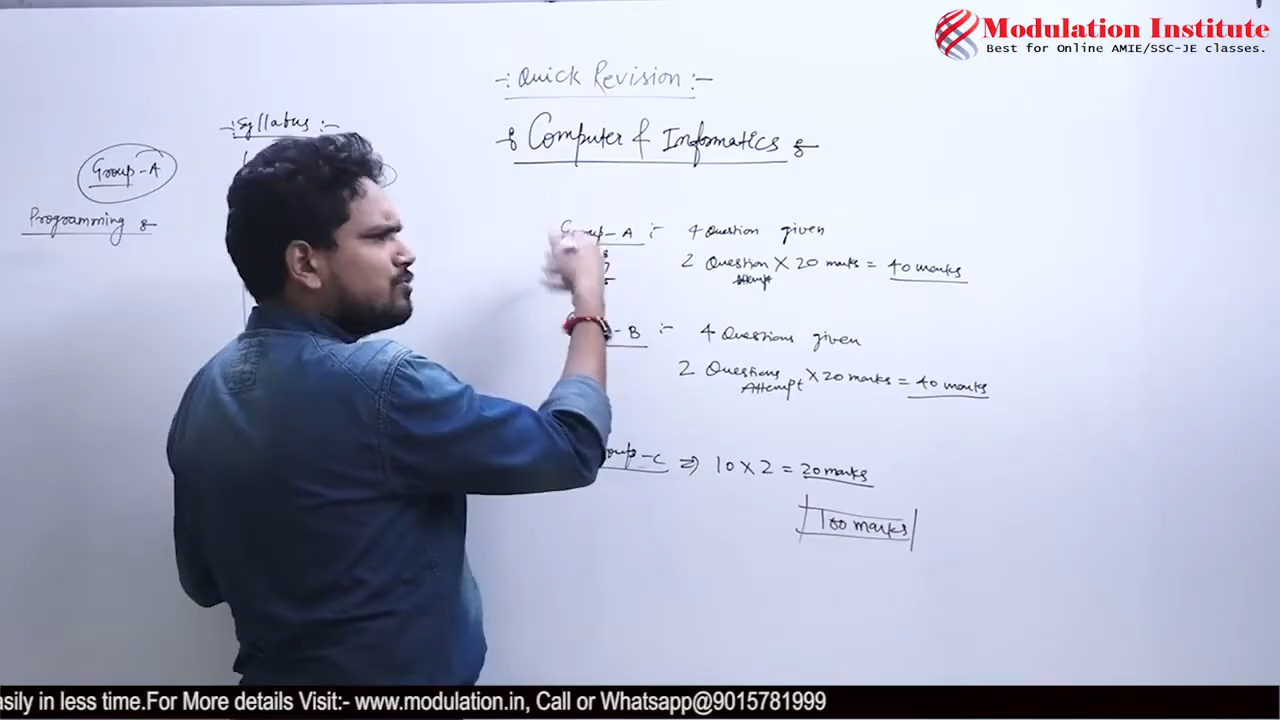 Modulation Institute
Best for Online AMIE/SSC-JE classes.
-: Quick Revision :-
-: Syllabus :-
Computer & Informatics
Group-A
Programming
Group-A :- 4 Question given
2 Question X 20 marks = 40 marks
Attempt
-B :- 4 Questions given
2 Questions X 20 marks = 40 marks
Attempt
Group-C => 10 X 2 = 20 marks
100 marks
easily in less time.For More details Visit:- www.modulation.in, Call or Whatsapp@9015781999